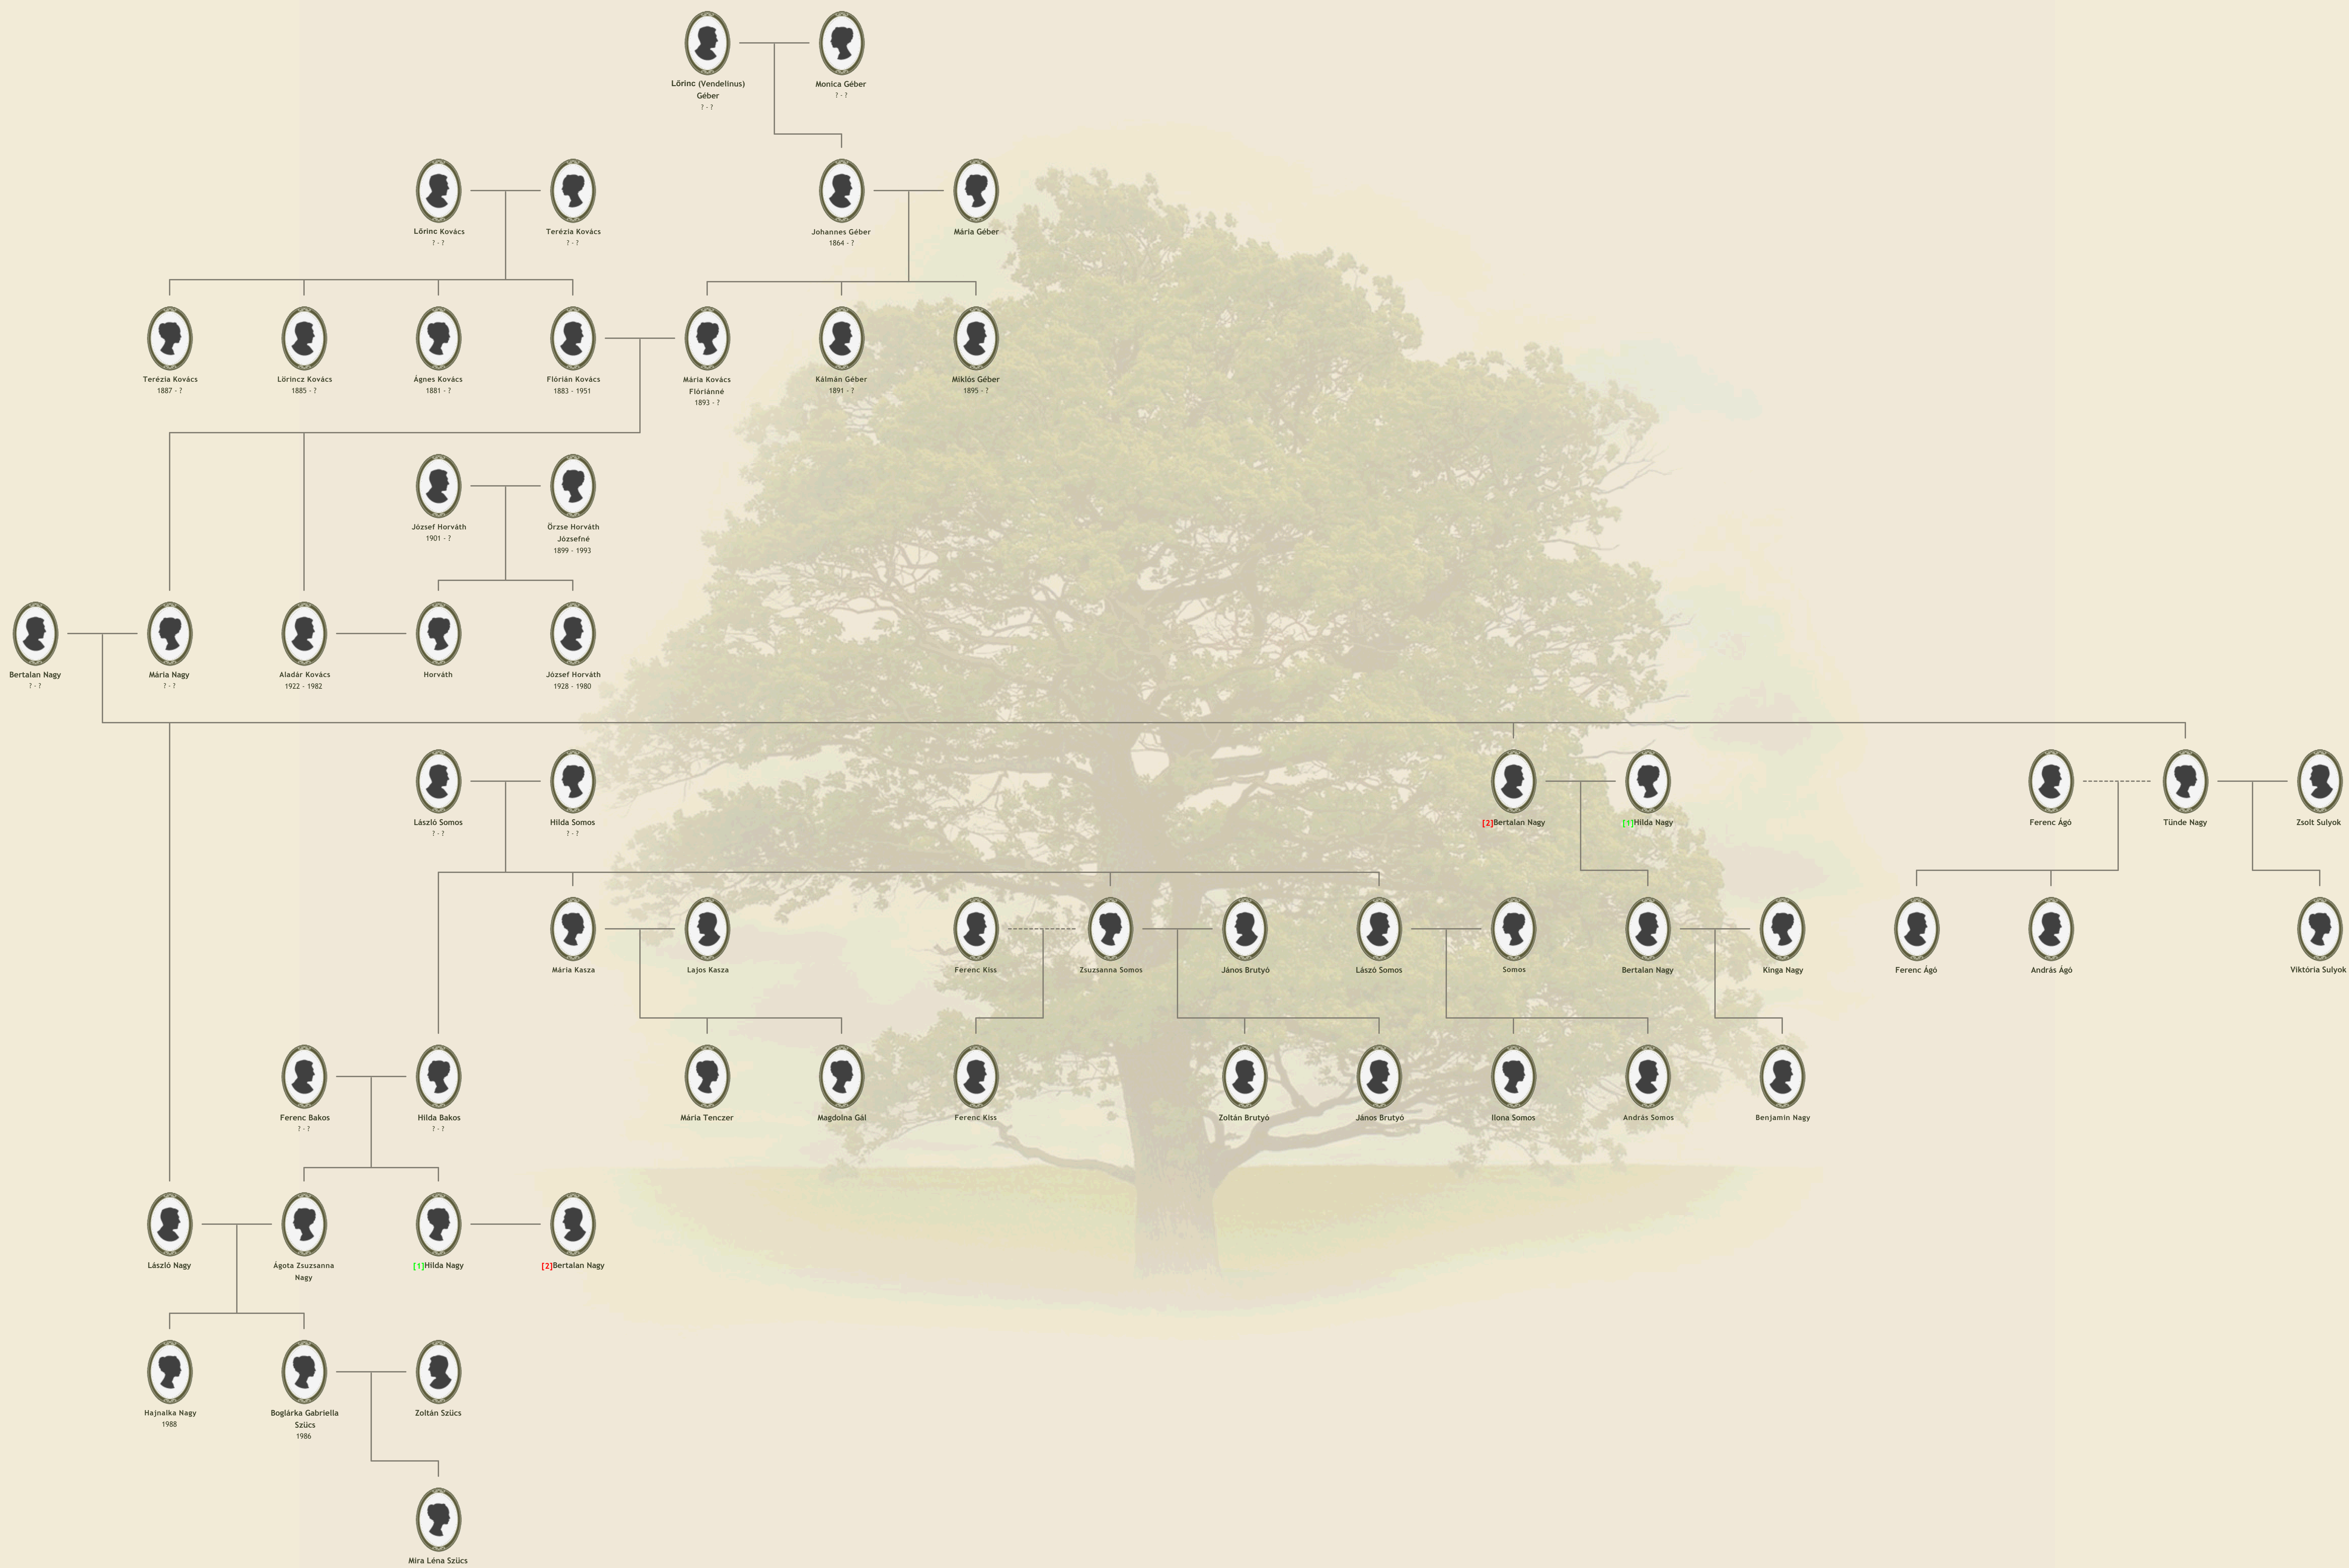 Lőrinc (Vendelinus)
Géber
? - ?
Monica Géber
? - ?
Lőrinc Kovács
? - ?
Terézia Kovács
? - ?
Johannes Géber
1864 - ?
Mária Géber
Terézia Kovács
1887 - ?
Lőrincz Kovács
1885 - ?
Ágnes Kovács
1881 - ?
Flórián Kovács
1883 - 1951
Mária Kovács
Flóriánné
1893 - ?
Kálmán Géber
1891 - ?
Miklós Géber
1895 - ?
József Horváth
1901 - ?
Örzse Horváth
Józsefné
1899 - 1993
Bertalan Nagy
? - ?
Mária Nagy
? - ?
Aladár Kovács
1922 - 1982
Horváth
József Horváth
1928 - 1980
László Somos
? - ?
Hilda Somos
? - ?
[2]Bertalan Nagy
[1]Hilda Nagy
Ferenc Ágó
Tünde Nagy
Zsolt Sulyok
Mária Kasza
Lajos Kasza
Ferenc Kiss
Zsuzsanna Somos
János Brutyó
Lászó Somos
Somos
Bertalan Nagy
Kinga Nagy
Ferenc Ágó
András Ágó
Viktória Sulyok
Ferenc Bakos
? - ?
Hilda Bakos
? - ?
Mária Tenczer
Magdolna Gál
Ferenc Kiss
Zoltán Brutyó
János Brutyó
Ilona Somos
András Somos
Benjamin Nagy
László Nagy
Ágota Zsuzsanna
Nagy
[1]Hilda Nagy
[2]Bertalan Nagy
Hajnalka Nagy
1988
Boglárka Gabriella
Szűcs
1986
Zoltán Szűcs
Mira Léna Szűcs